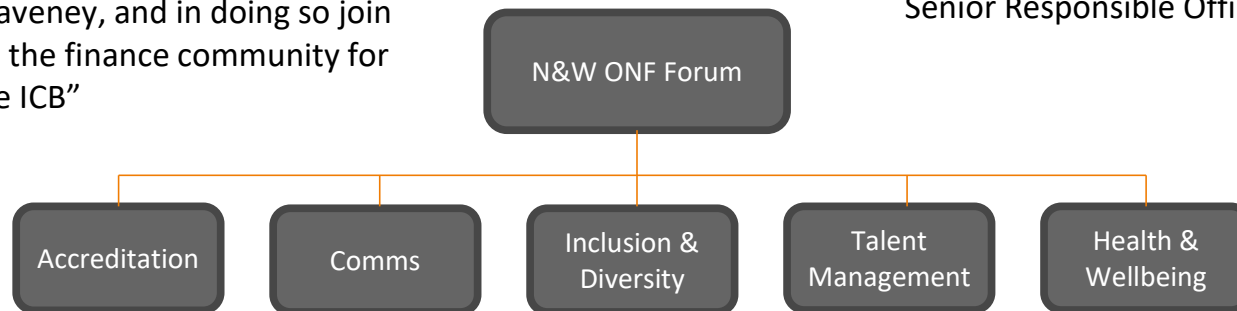 aveney, and in doing so join
the finance community for
e ICB”
Senior Responsible Offi
N&W ONF Forum
Accreditation
Comms
Inclusion &
Diversity
Talent
Management
Health &
Wellbeing